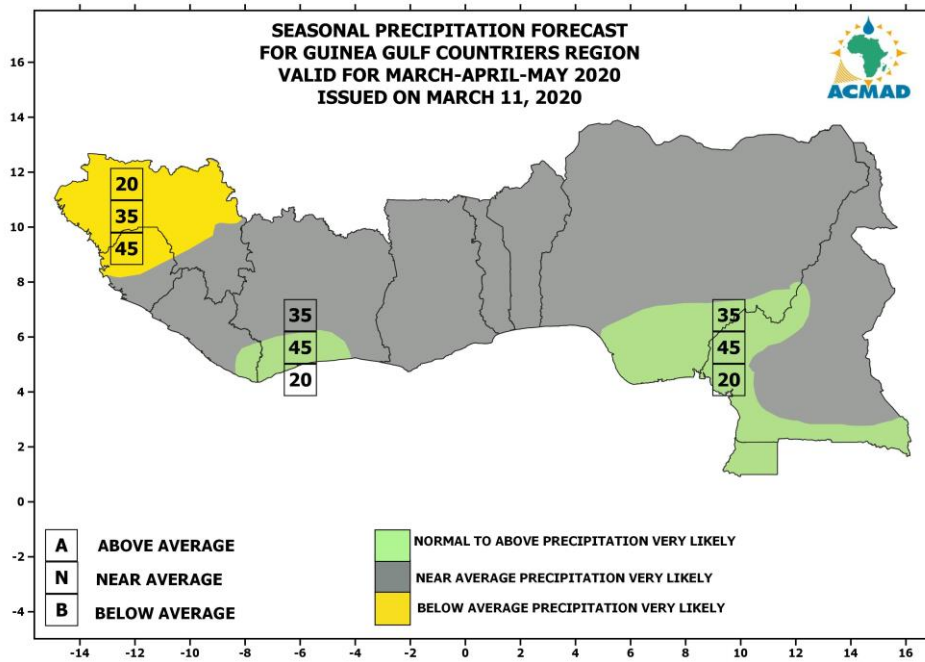 SEASONAL PRECIPITATION FORECAST
FOR GUINEA GULF COUNTRIERS REGION
VALID FOR MARCH-APRIL-MAY 2020
ISSUED ON MARCH 11, 2020
ACMAD
16
14
12
10
8
6
4
2
0
-2
-4
20
35
45
35
45
20
35
45
20
A ABOVE AVERAGE
N NEAR AVERAGE
B BELOW AVERAGE
NORMAL TO ABOVE PRECIPITATION VERY LIKELY
NEAR AVERAGE PRECIPITATION VERY LIKELY
BELOW AVERAGE PRECIPITATION VERY LIKELY
-14 -12 -10 -8 -6 -4 -2 0 2 4 6 8 10 12 14 16